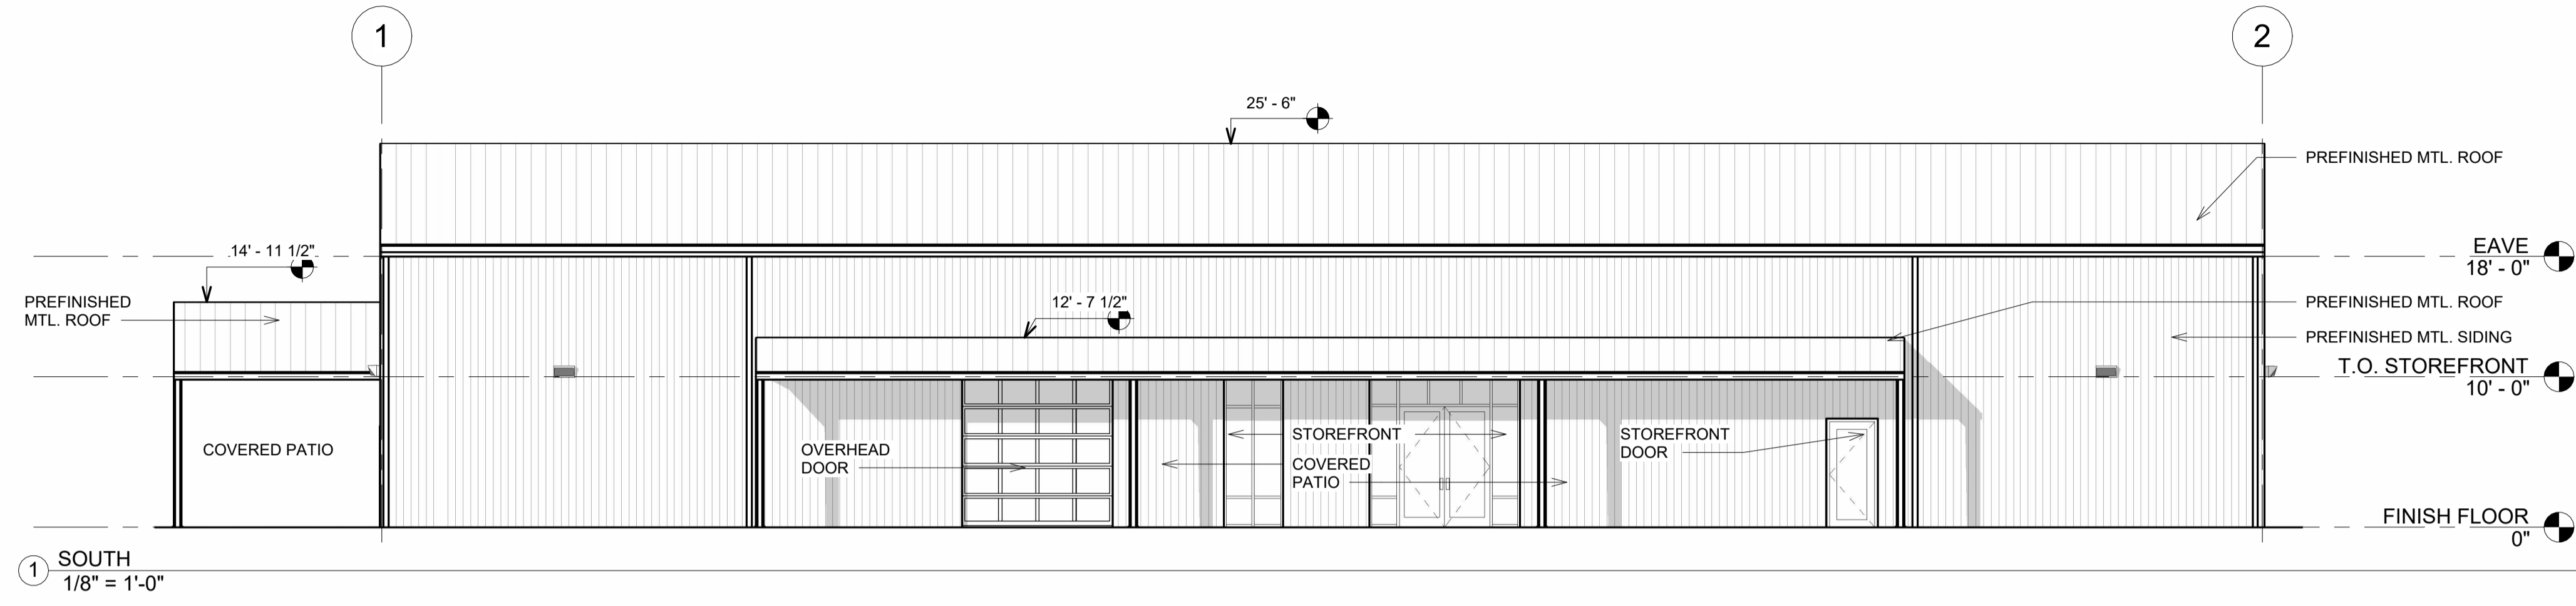 1
2
25' - 6"
PREFINISHED MTL. ROOF
14' - 11 1/2"
EAVE
18' - 0"
PREFINISHED
MTL. ROOF
12' - 7 1/2"
PREFINISHED MTL. ROOF
PREFINISHED MTL. SIDING
T.O. STOREFRONT
10' - 0"
COVERED PATIO
OVERHEAD
DOOR
STOREFRONT
COVERED
PATIO
STOREFRONT
DOOR
FINISH FLOOR
0"
1
SOUTH
1/8" = 1'-0"